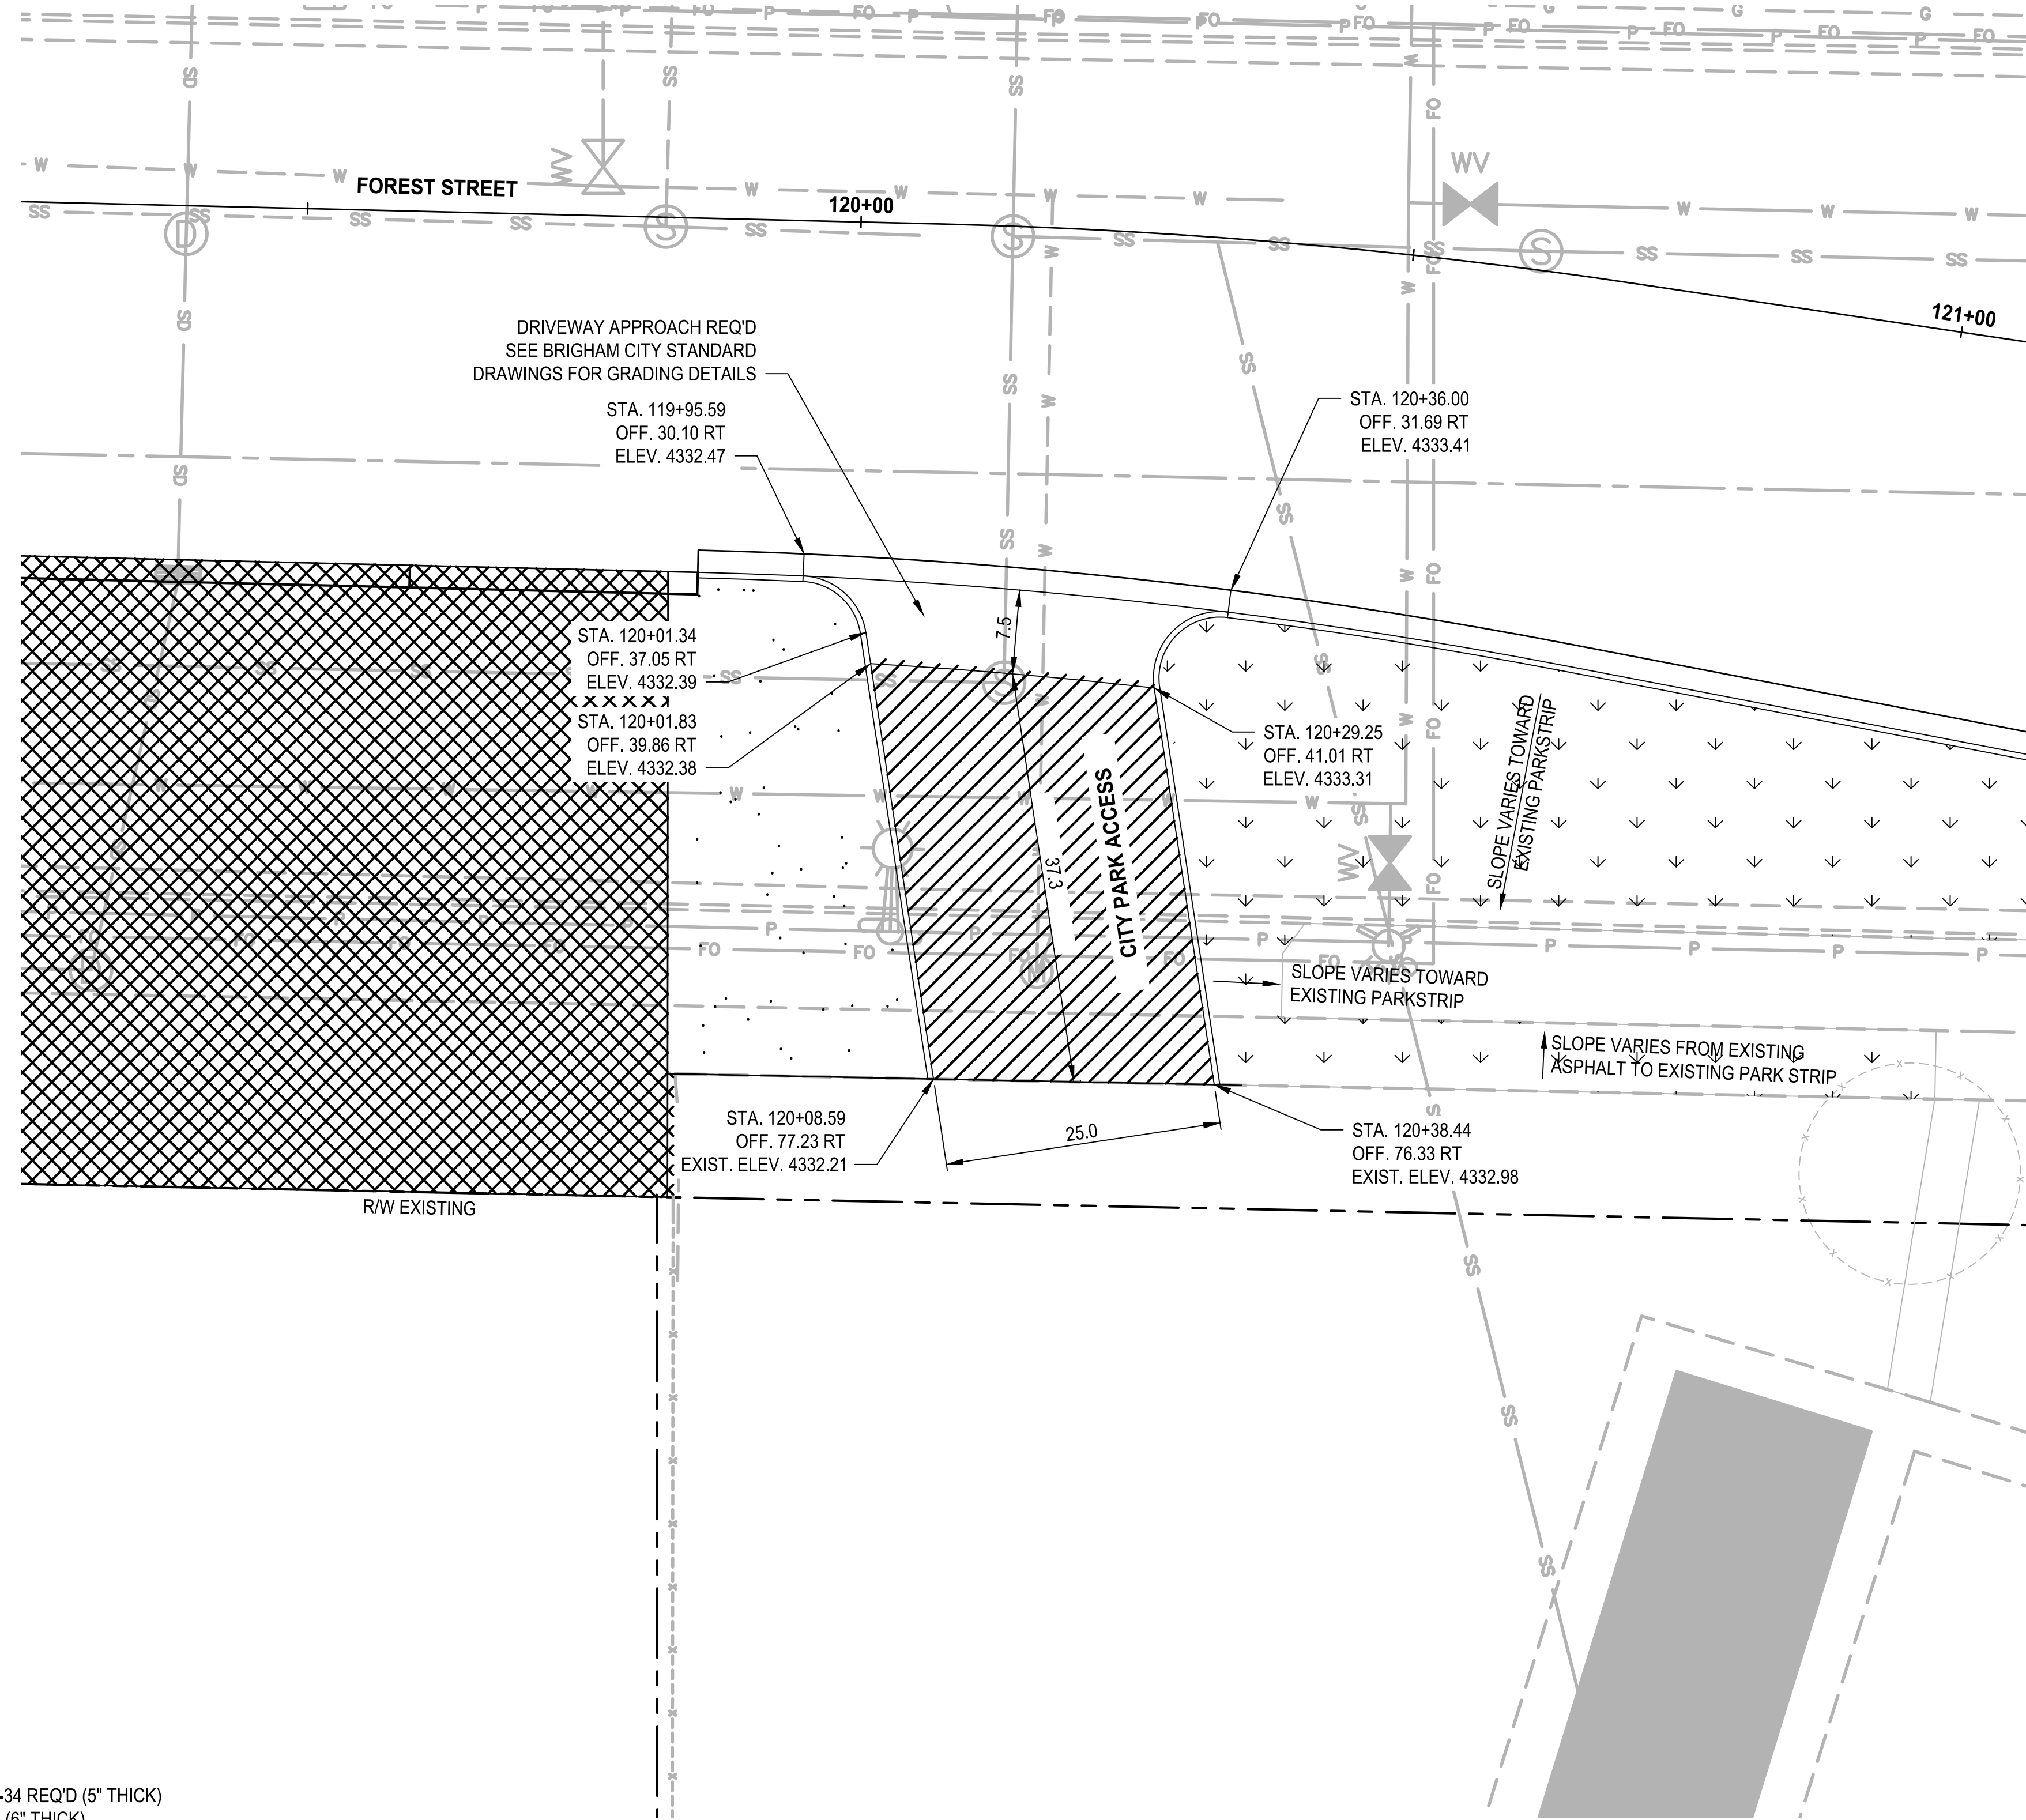 FOREST STREET
120+00
121+00
WV
WV
DRIVEWAY APPROACH REQ'D
SEE BRIGHAM CITY STANDARD
DRAWINGS FOR GRADING DETAILS
STA. 119+95.59
OFF. 30.10 RT
ELEV. 4332.47
STA. 120+36.00
OFF. 31.69 RT
ELEV. 4333.41
7.5
STA. 120+01.34
OFF. 37.05 RT
ELEV. 4332.39
STA. 120+01.83
OFF. 39.86 RT
ELEV. 4332.38
STA. 120+29.25
OFF. 41.01 RT
ELEV. 4333.31
SLOPE VARIES TOWARD
EXISTING PARKSTRIP
CITY PARK ACCESS
37.3
WV
SLOPE VARIES TOWARD
EXISTING PARKSTRIP
SLOPE VARIES FROM EXISTING
ASPHALT TO EXISTING PARK STRIP
STA. 120+08.59
OFF. 77.23 RT
EXIST. ELEV. 4332.21
25.0
STA. 120+38.44
OFF. 76.33 RT
EXIST. ELEV. 4332.98
R/W EXISTING
-34 REQ'D (5" THICK)
(6" THICK)